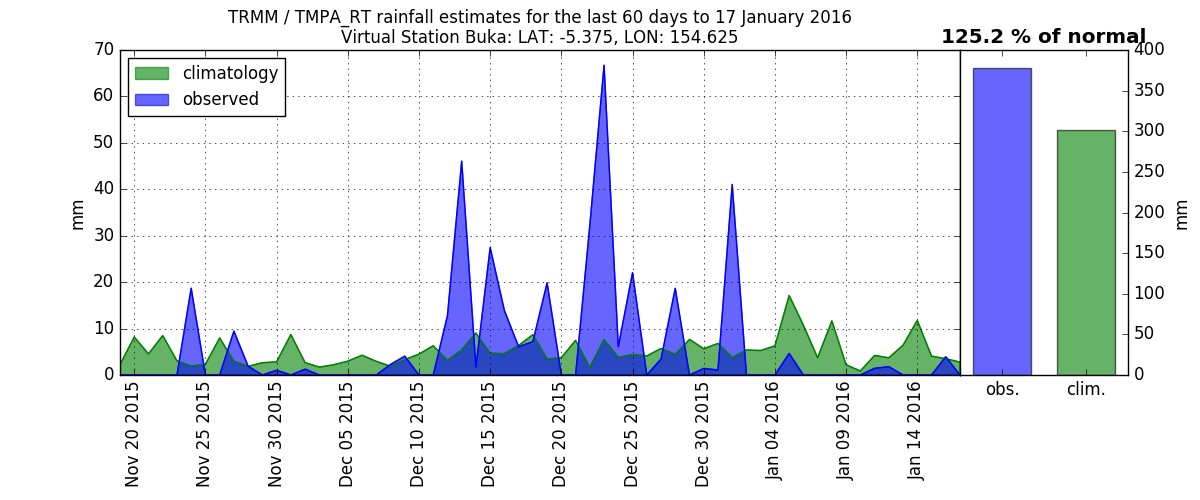 TRMM / TMPA_RT rainfall estimates for the last 60 days to 17 January 2016
Virtual Station Buka: LAT: -5.375, LON: 154.625
125.2 % of normal
climatology
observed
mm
70
60
50
40
30
20
10
0
Nov 20 2015
Nov 25 2015
Nov 30 2015
Dec 05 2015
Dec 10 2015
Dec 15 2015
Dec 20 2015
Dec 25 2015
Dec 30 2015
Jan 04 2016
Jan 09 2016
Jan 14 2016
obs.
clim.
400
350
300
250
200
150
100
50
0
mm